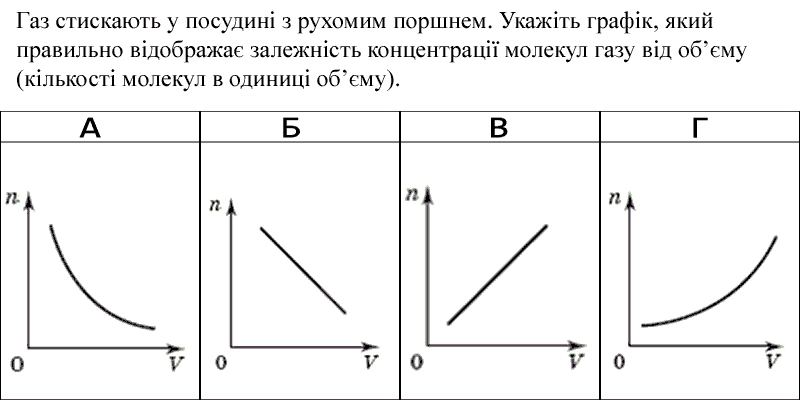 Газ стискають у посудині з рухомим поршнем. Укажіть графік, який
правильно відображає залежність концентрації молекул газу від об’єму
(кількості молекул в одиниці об’єму).
А Б В Г
n n n n
0 V 0 V 0 V 0 V